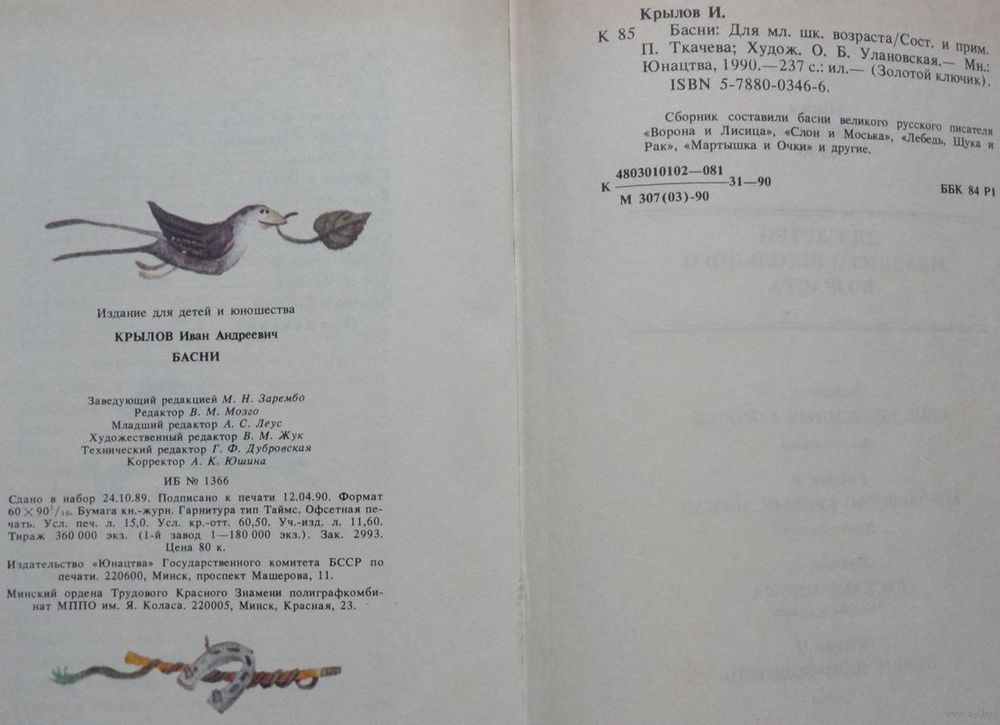 Издание для детей и юношества
КРЫЛОВ Иван Андреевич
БАСНИ
Заведующий редакцией М. Н. Зарембо
Редактор В. М. Мозго
Младший редактор А. С. Леус
Художественный редактор В. М. Жук
Технический редактор Г. Ф. Дубровская
Корректор А. К. Юшина
ИБ № 1366
Сдано в набор 24.10.89. Подписано к печати 12.04.90. Формат
60×90¹/₁₆. Бумага кн.-журн. Гарнитура тип Таймс. Офсетная пе-
чать. Усл. печ. л. 15,0. Усл. кр.-отт. 60,50. Уч.-изд. л. 11,60.
Тираж 360 000 экз. (1-й завод 1—180 000 экз.). Зак. 2993.
Цена 80 к.
Издательство «Юнацтва» Государственного комитета БССР по
печати. 220600, Минск, проспект Машерова, 11.
Минский ордена Трудового Красного Знамени полиграфкомби-
нат МППО им. Я. Коласа. 220005, Минск, Красная, 23.
Крылов И.
К 85 Басни: Для мл. шк. возраста/Сост. и прим.
П. Ткачева; Худож. О. Б. Улановская.— Мн.:
Юнацтва, 1990.—237 с.: ил.— (Золотой ключик).
ISBN 5-7880-0346-6.
Сборник составили басни великого русского писателя
«Ворона и Лисица», «Слон и Моська», «Лебедь, Щука и
Рак», «Мартышка и Очки» и другие.
4803010102—081
К 31—90
М 307(03)-90
ББК 84 Р1
www.ay.by